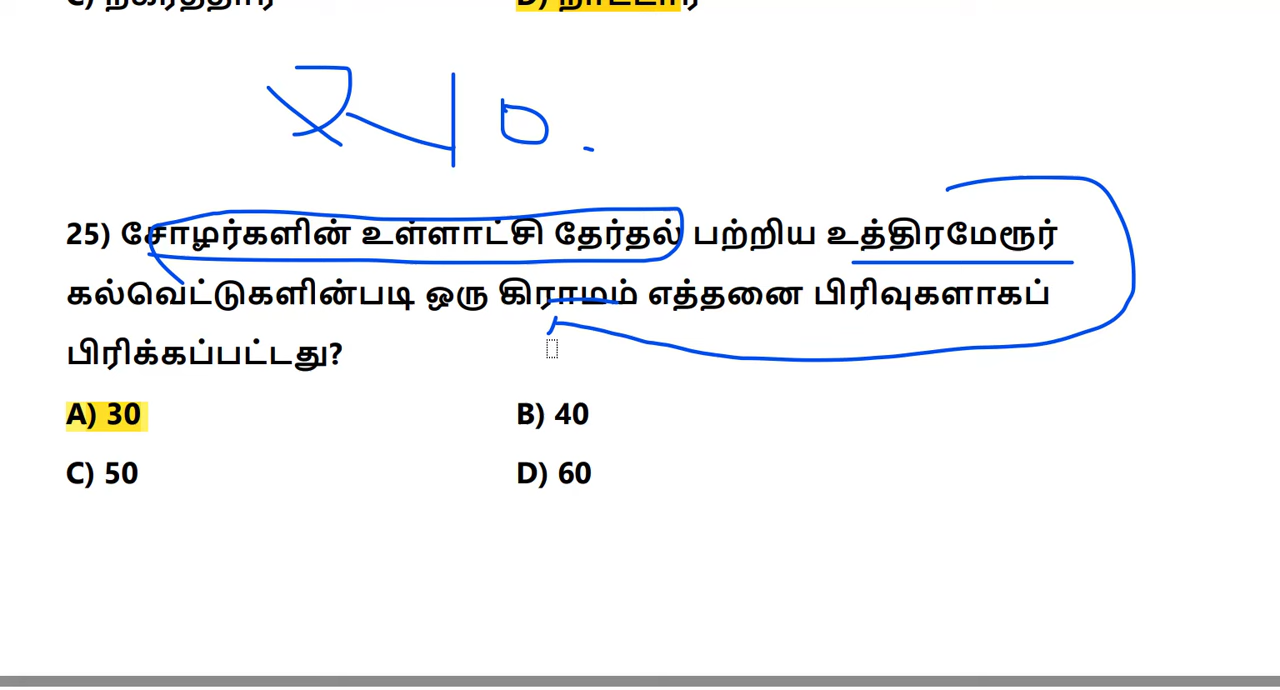 C) நகரத்தார் D) நாட்டார்
25) சோழர்களின் உள்ளாட்சி தேர்தல் பற்றிய உத்திரமேரூர்
கல்வெட்டுகளின்படி ஒரு கிராமம் எத்தனை பிரிவுகளாகப்
பிரிக்கப்பட்டது?
A) 30 B) 40
C) 50 D) 60